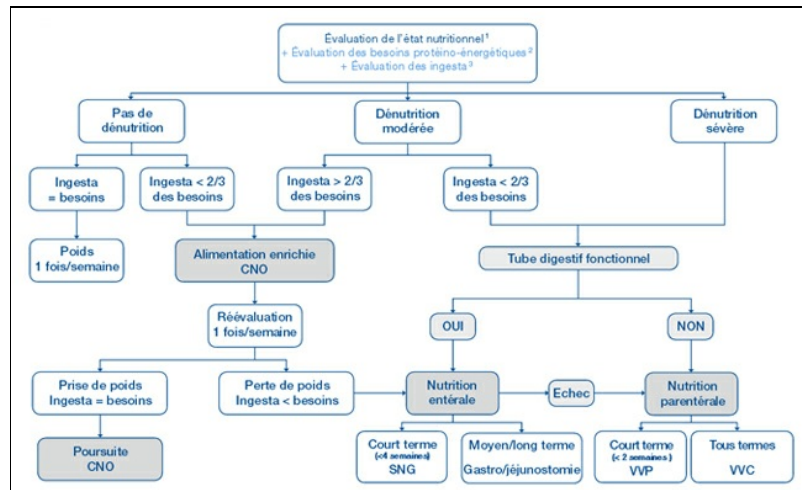 Évaluation de l'état nutritionnel¹
+ Évaluation des besoins protéino-énergétiques²
+ Évaluation des ingesta³
Pas de
dénutrition
Dénutrition
modérée
Dénutrition
sévère
Ingesta
= besoins
Ingesta < 2/3
des besoins
Ingesta > 2/3
des besoins
Ingesta < 2/3
des besoins
Poids
1 fois/semaine
Alimentation enrichie
CNO
Tube digestif fonctionnel
Réévaluation
1 fois/semaine
OUI
NON
Prise de poids
Ingesta = besoins
Perte de poids
Ingesta < besoins
Nutrition
entérale
Echec
Nutrition
parentérale
Poursuite
CNO
Court terme
(<4 semaines)
SNG
Moyen/long terme
Gastro/jéjunostomie
Court terme
(< 2 semaines )
VVP
Tous termes
VVC